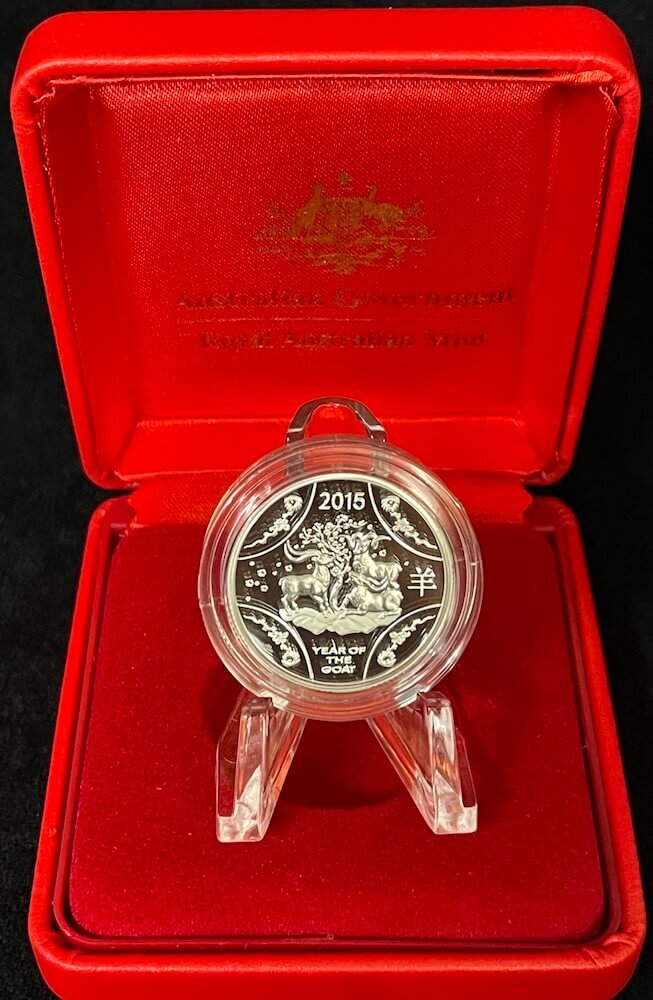 Australian Government
Royal Australian Mint
2015
羊
YEAR OF
THE
GOAT